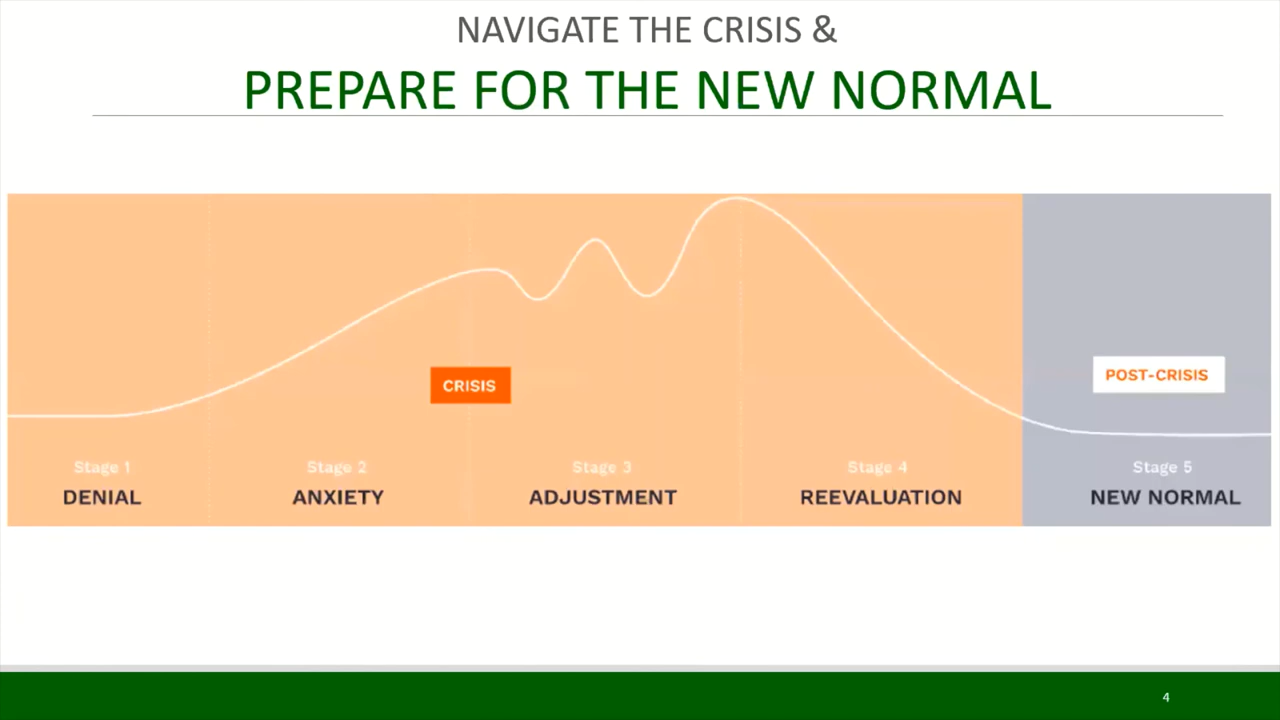 NAVIGATE THE CRISIS &
PREPARE FOR THE NEW NORMAL
CRISIS
POST-CRISIS
Stage 1
DENIAL
Stage 2
ANXIETY
Stage 3
ADJUSTMENT
Stage 4
REEVALUATION
Stage 5
NEW NORMAL
4